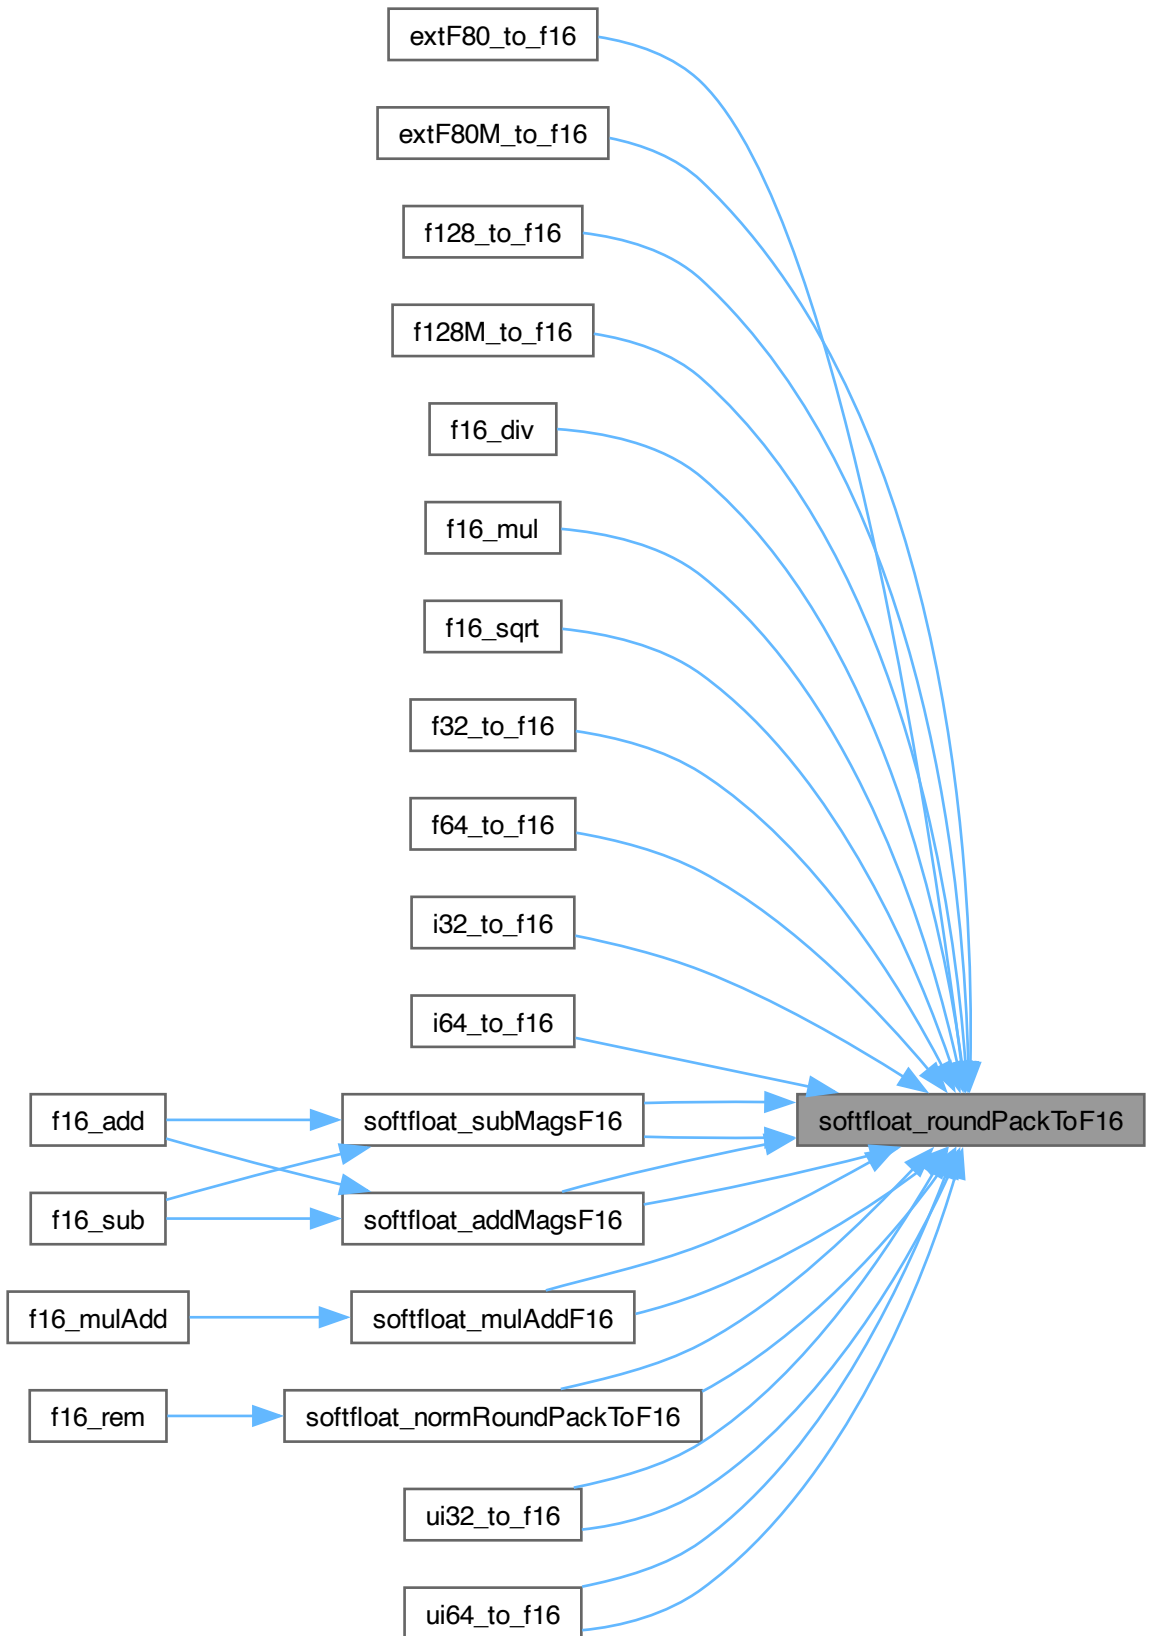 extF80_to_f16
extF80M_to_f16
f128_to_f16
f128M_to_f16
f16_div
f16_mul
f16_sqrt
f32_to_f16
f64_to_f16
i32_to_f16
i64_to_f16
f16_add
softfloat_subMagsF16
softfloat_roundPackToF16
f16_sub
softfloat_addMagsF16
f16_mulAdd
softfloat_mulAddF16
f16_rem
softfloat_normRoundPackToF16
ui32_to_f16
ui64_to_f16